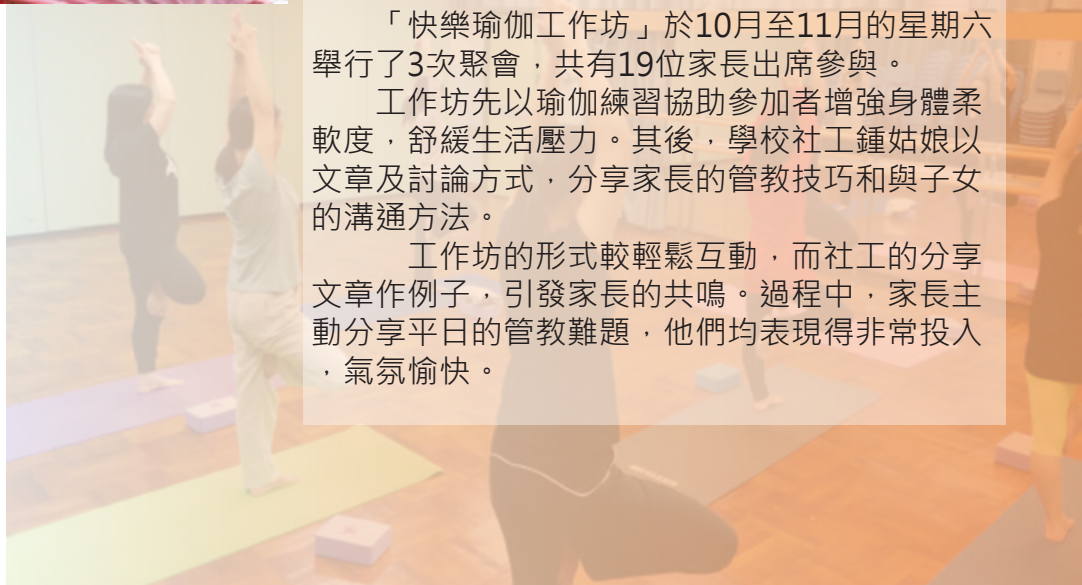 「快樂瑜伽工作坊」於10月至11月的星期六
舉行了3次聚會，共有19位家長出席參與。
工作坊先以瑜伽練習協助參加者增強身體柔
軟度，舒緩生活壓力。其後，學校社工鍾姑娘以
文章及討論方式，分享家長的管教技巧和與子女
的溝通方法。
工作坊的形式較輕鬆互動，而社工的分享
文章作例子，引發家長的共鳴。過程中，家長主
動分享平日的管教難題，他們均表現得非常投入
，氣氛愉快。